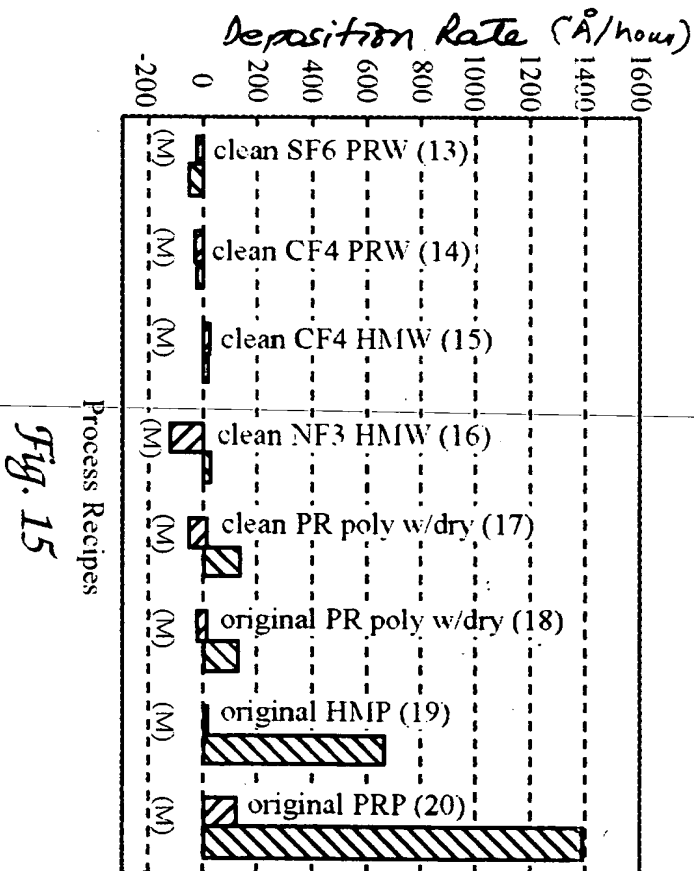 Deposition Rate (Å/hour)
-200
0
200
400
600
800
1000
1200
1400
1600
(M) clean SF6 PRW (13)
(M) clean CF4 PRW (14)
(M) clean CF4 HMW (15)
(M) clean NF3 HMW (16)
(M) clean PR poly w/dry (17)
(M) original PR poly w/dry (18)
(M) original HMP (19)
(M) original PRP (20)
Process Recipes
Fig. 15